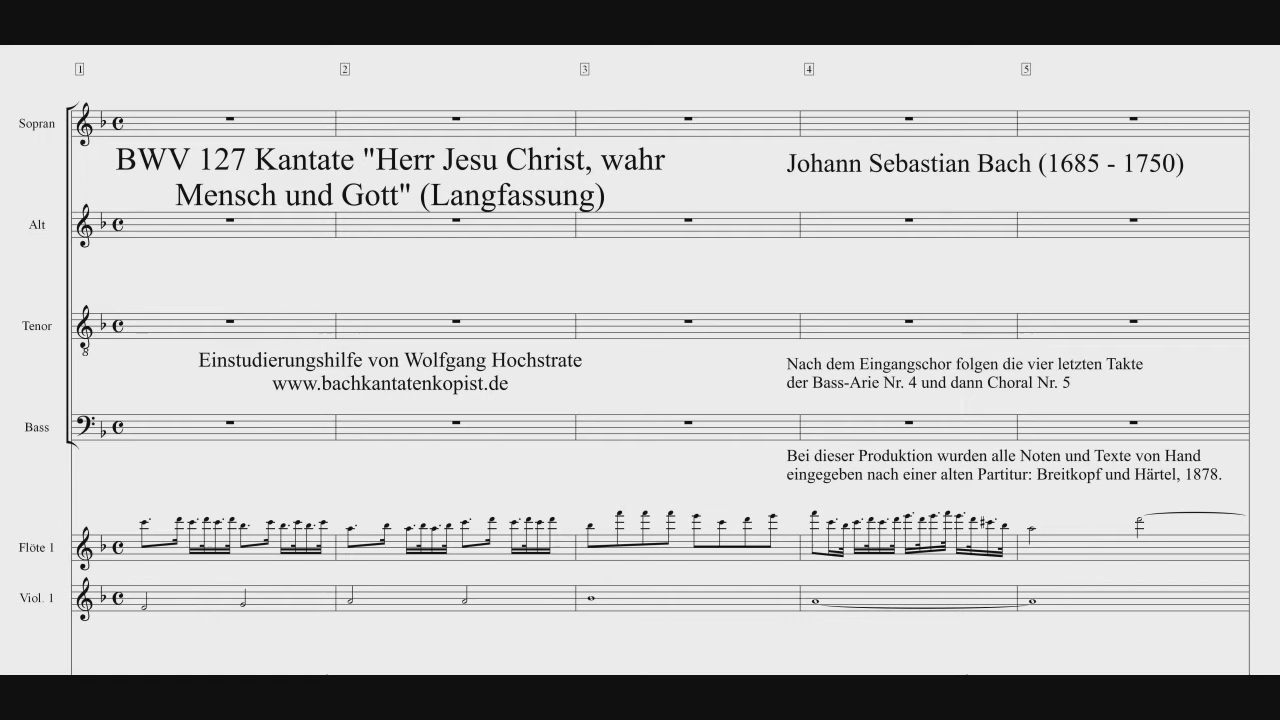 1 2 3 4 5
Sopran
BWV 127 Kantate "Herr Jesu Christ, wahr
Mensch und Gott" (Langfassung)
Johann Sebastian Bach (1685 - 1750)
Alt
Tenor
Einstudierungshilfe von Wolfgang Hochstrate
www.bachkantatenkopist.de
Nach dem Eingangschor folgen die vier letzten Takte
der Bass-Arie Nr. 4 und dann Choral Nr. 5
Bass
Bei dieser Produktion wurden alle Noten und Texte von Hand
eingegeben nach einer alten Partitur: Breitkopf und Härtel, 1878.
Flöte 1
Viol. 1